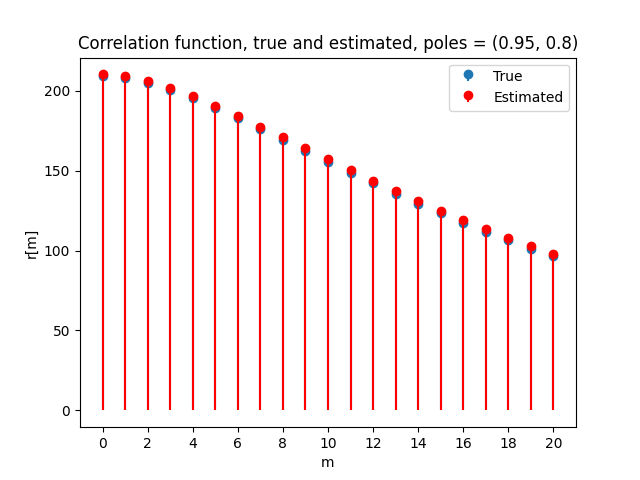 Correlation function, true and estimated, poles = (0.95, 0.8)
True
Estimated
200
150
100
50
0
r[m]
0 2 4 6 8 10 12 14 16 18 20
m